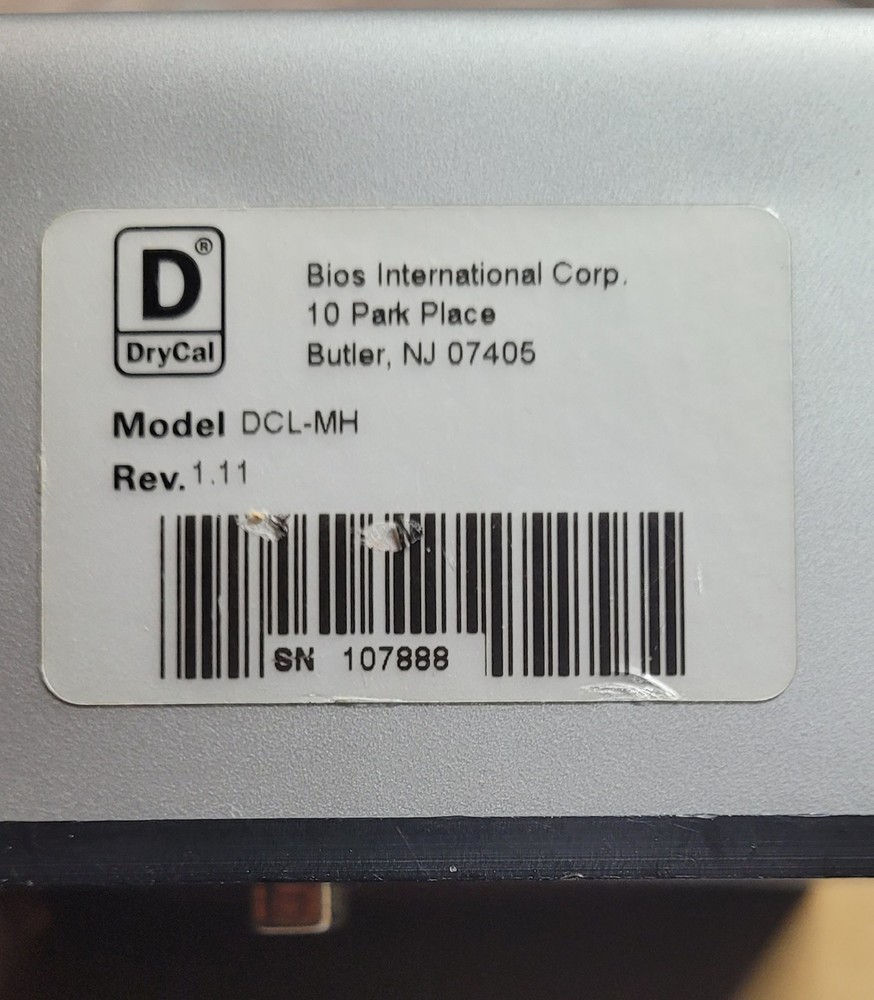 D®
DryCal
Bios International Corp.
10 Park Place
Butler, NJ 07405
Model DCL-MH
Rev. 1.11
SN 107888